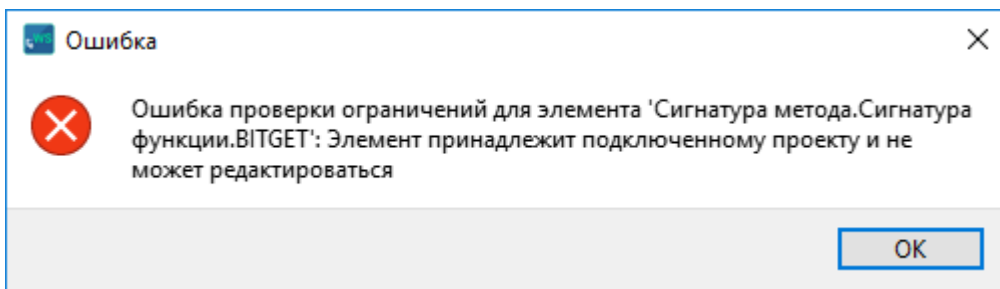 WS Ошибка
Ошибка проверки ограничений для элемента 'Сигнатура метода.Сигнатура
функции.BITGET': Элемент принадлежит подключенному проекту и не
может редактироваться
OK